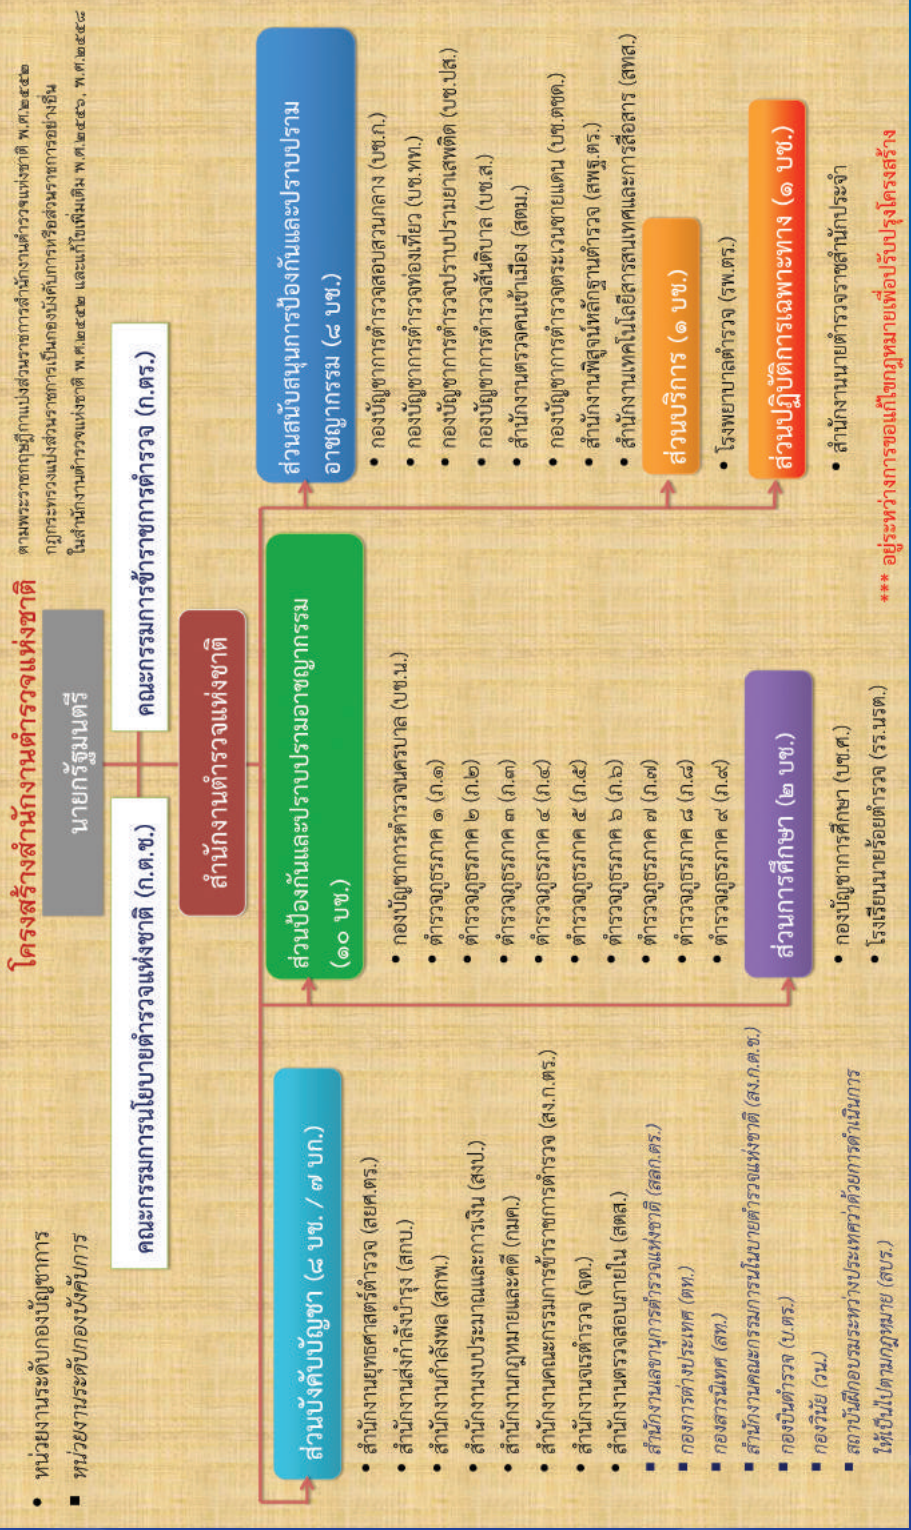 โครงสร้างสำนักงานตำรวจแห่งชาติ
ตามพระราชกฤษฎีกาแบ่งส่วนราชการสำนักงานตำรวจแห่งชาติ พ.ศ.๒๕๕๒
กฎกระทรวงแบ่งส่วนราชการเป็นกองบังคับการหรือส่วนราชการอย่างอื่น
ในสำนักงานตำรวจแห่งชาติ พ.ศ.๒๕๕๒ และแก้ไขเพิ่มเติม พ.ศ.๒๕๕๖, พ.ศ.๒๕๕๘
• หน่วยงานระดับกองบัญชาการ
▪ หน่วยงานระดับกองบังคับการ
นายกรัฐมนตรี
คณะกรรมการนโยบายตำรวจแห่งชาติ (ก.ต.ช.)
คณะกรรมการข้าราชการตำรวจ (ก.ตร.)
สำนักงานตำรวจแห่งชาติ
ส่วนบังคับบัญชา (๘ บช. / ๗ บก.)
• สำนักงานยุทธศาสตร์ตำรวจ (สยศ.ตร.)
• สำนักงานส่งกำลังบำรุง (สกบ.)
• สำนักงานกำลังพล (สกพ.)
• สำนักงานงบประมาณและการเงิน (สงป.)
• สำนักงานกฎหมายและคดี (กมค.)
• สำนักงานคณะกรรมการข้าราชการตำรวจ (สง.ก.ตร.)
• สำนักงานจเรตำรวจ (จต.)
• สำนักงานตรวจสอบภายใน (สตส.)
▪ สำนักงานเลขานุการตำรวจแห่งชาติ (สลก.ตร.)
▪ กองการต่างประเทศ (ตท.)
▪ กองสารนิเทศ (สท.)
▪ สำนักงานคณะกรรมการนโยบายตำรวจแห่งชาติ (สง.ก.ต.ช.)
▪ กองบินตำรวจ (บ.ตร.)
▪ กองวินัย (วน.)
▪ สถาบันฝึกอบรมระหว่างประเทศว่าด้วยการดำเนินการ
ให้เป็นไปตามกฎหมาย (สบร.)
ส่วนป้องกันและปราบปรามอาชญากรรม
(๑๐ บช.)
• กองบัญชาการตำรวจนครบาล (บช.น.)
• ตำรวจภูธรภาค ๑ (ภ.๑)
• ตำรวจภูธรภาค ๒ (ภ.๒)
• ตำรวจภูธรภาค ๓ (ภ.๓)
• ตำรวจภูธรภาค ๔ (ภ.๔)
• ตำรวจภูธรภาค ๕ (ภ.๕)
• ตำรวจภูธรภาค ๖ (ภ.๖)
• ตำรวจภูธรภาค ๗ (ภ.๗)
• ตำรวจภูธรภาค ๘ (ภ.๘)
• ตำรวจภูธรภาค ๙ (ภ.๙)
ส่วนการศึกษา (๒ บช.)
• กองบัญชาการศึกษา (บช.ศ.)
• โรงเรียนนายร้อยตำรวจ (รร.นรต.)
ส่วนสนับสนุนการป้องกันและปราบปราม
อาชญากรรม (๘ บช.)
• กองบัญชาการตำรวจสอบสวนกลาง (บช.ก.)
• กองบัญชาการตำรวจท่องเที่ยว (บช.ทท.)
• กองบัญชาการตำรวจปราบปรามยาเสพติด (บช.ปส.)
• กองบัญชาการตำรวจสันติบาล (บช.ส.)
• สำนักงานตรวจคนเข้าเมือง (สตม.)
• กองบัญชาการตำรวจตระเวนชายแดน (บช.ตชด.)
• สำนักงานพิสูจน์หลักฐานตำรวจ (สพฐ.ตร.)
• สำนักงานเทคโนโลยีสารสนเทศและการสื่อสาร (สทส.)
ส่วนบริการ (๑ บช.)
• โรงพยาบาลตำรวจ (รพ.ตร.)
ส่วนปฏิบัติการเฉพาะทาง (๑ บช.)
• สำนักงานนายตำรวจราชสำนักประจำ
*** อยู่ระหว่างการขอแก้ไขกฎหมายเพื่อปรับปรุงโครงสร้าง